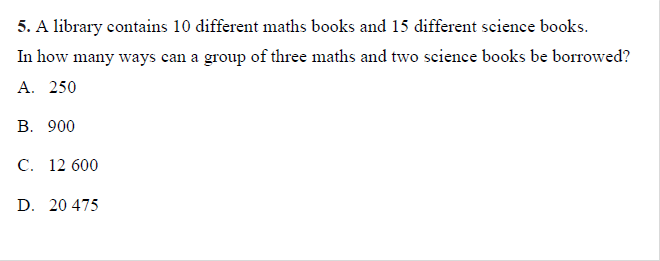 5. A library contains 10 different maths books and 15 different science books.
In how many ways can a group of three maths and two science books be borrowed?
A. 250
B. 900
C. 12 600
D. 20 475